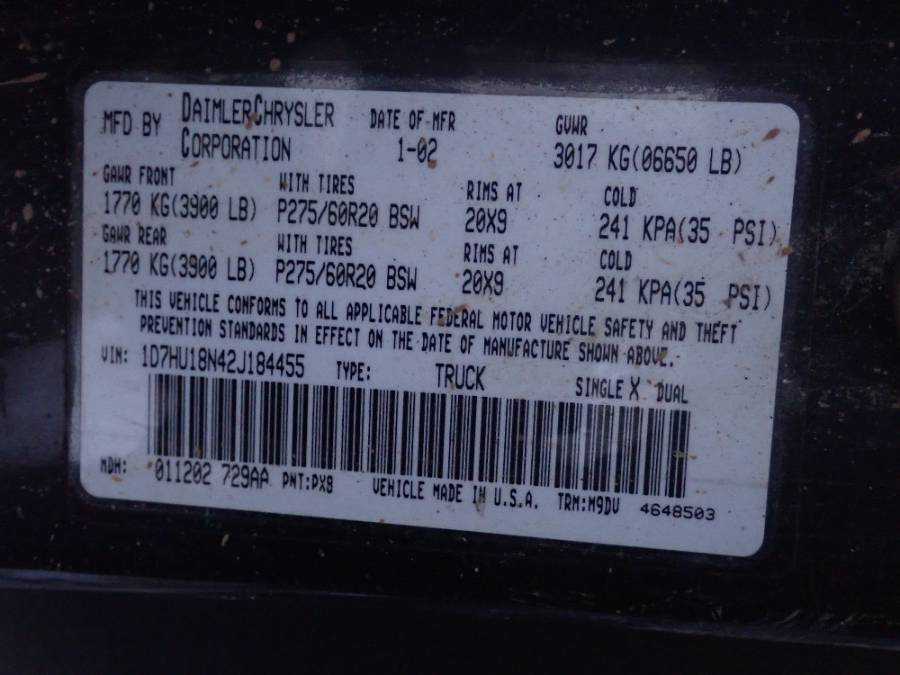 MFD BY DAIMLERCHRYSLER CORPORATION DATE OF MFR 1-02 GVWR 3017 KG(06650 LB)
GAWR FRONT WITH TIRES RIMS AT COLD
1770 KG(3900 LB) P275/60R20 BSW 20X9 241 KPA(35 PSI)
GAWR REAR WITH TIRES RIMS AT COLD
1770 KG(3900 LB) P275/60R20 BSW 20X9 241 KPA(35 PSI)
THIS VEHICLE CONFORMS TO ALL APPLICABLE FEDERAL MOTOR VEHICLE SAFETY AND THEFT
PREVENTION STANDARDS IN EFFECT ON THE DATE OF MANUFACTURE SHOWN ABOVE.
VIN: 1D7HU18N42J184455 TYPE: TRUCK SINGLE X DUAL
MDH: 011202 729AA PNT:PX8 VEHICLE MADE IN U.S.A. TRM:M9DV 4648503